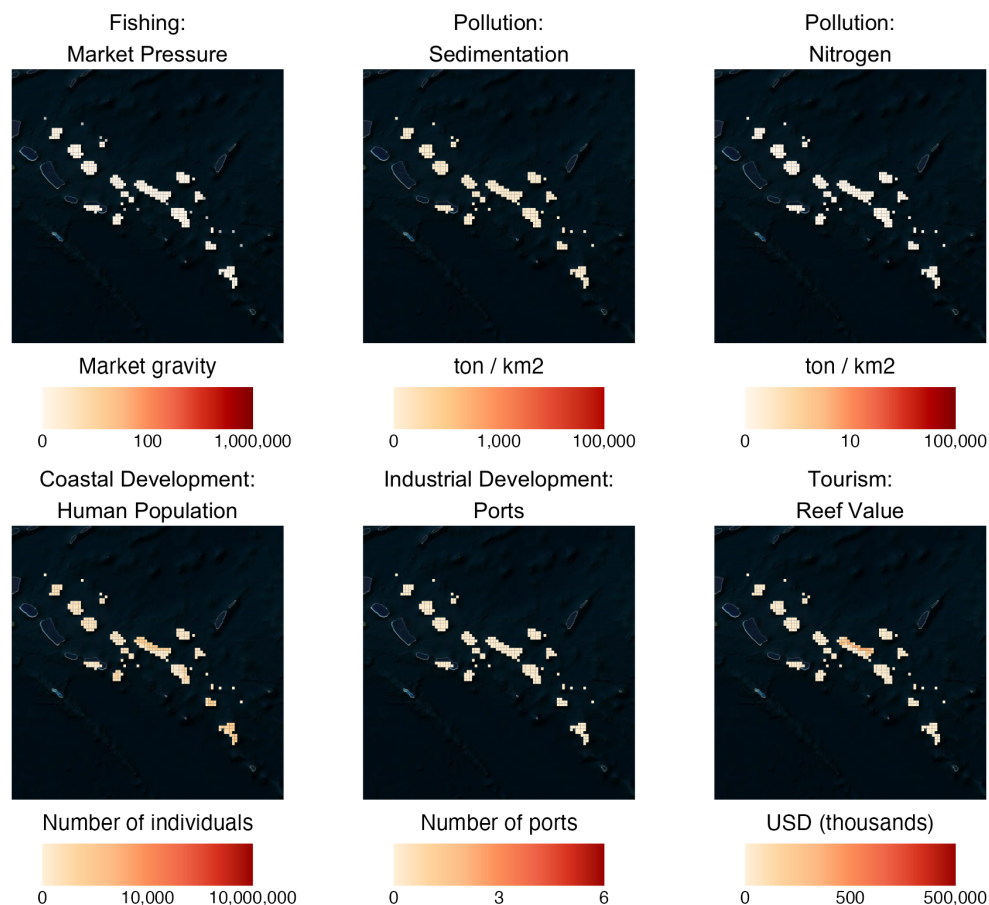 Fishing:
Market Pressure
Pollution:
Sedimentation
Pollution:
Nitrogen
Market gravity
0 100 1,000,000
ton / km2
0 1,000 100,000
ton / km2
0 10 100,000
Coastal Development:
Human Population
Industrial Development:
Ports
Tourism:
Reef Value
Number of individuals
0 10,000 10,000,000
Number of ports
0 3 6
USD (thousands)
0 500 500,000